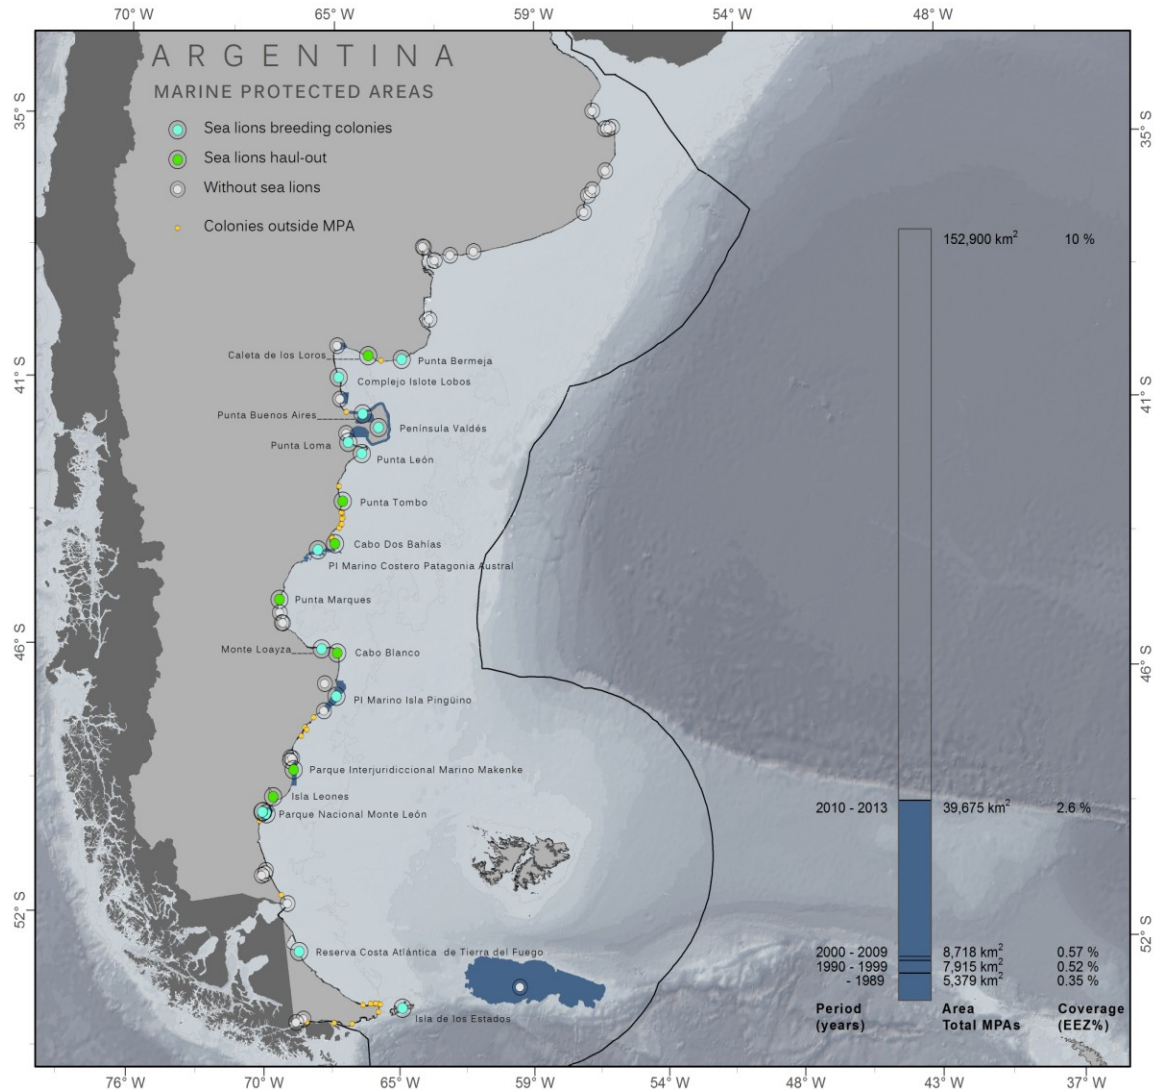 70° W 65° W 59° W 54° W 48° W
ARGENTINA
MARINE PROTECTED AREAS
Sea lions breeding colonies
Sea lions haul-out
Without sea lions
Colonies outside MPA
35° S
35° S
152,900 km² 10 %
Caleta de los Loros
Punta Bermeja
41° S
41° S
Complejo Islote Lobos
Punta Buenos Aires
Península Valdés
Punta Loma
Punta León
Punta Tombo
Cabo Dos Bahías
PI Marino Costero Patagonia Austral
Punta Marques
46° S
46° S
Monte Loayza
Cabo Blanco
PI Marino Isla Pingüino
Parque Interjuridiccional Marino Makenke
Isla Leones
Parque Nacional Monte León
2010 - 2013 39,675 km² 2.6 %
52° S
52° S
Reserva Costa Atlántica de Tierra del Fuego
2000 - 2009 8,718 km² 0.57 %
1990 - 1999 7,915 km² 0.52 %
- 1989 5,379 km² 0.35 %
Isla de los Estados
Period Area Coverage
(years) Total MPAs (EEZ%)
76° W 70° W 65° W 59° W 54° W 48° W 43° W 37° W